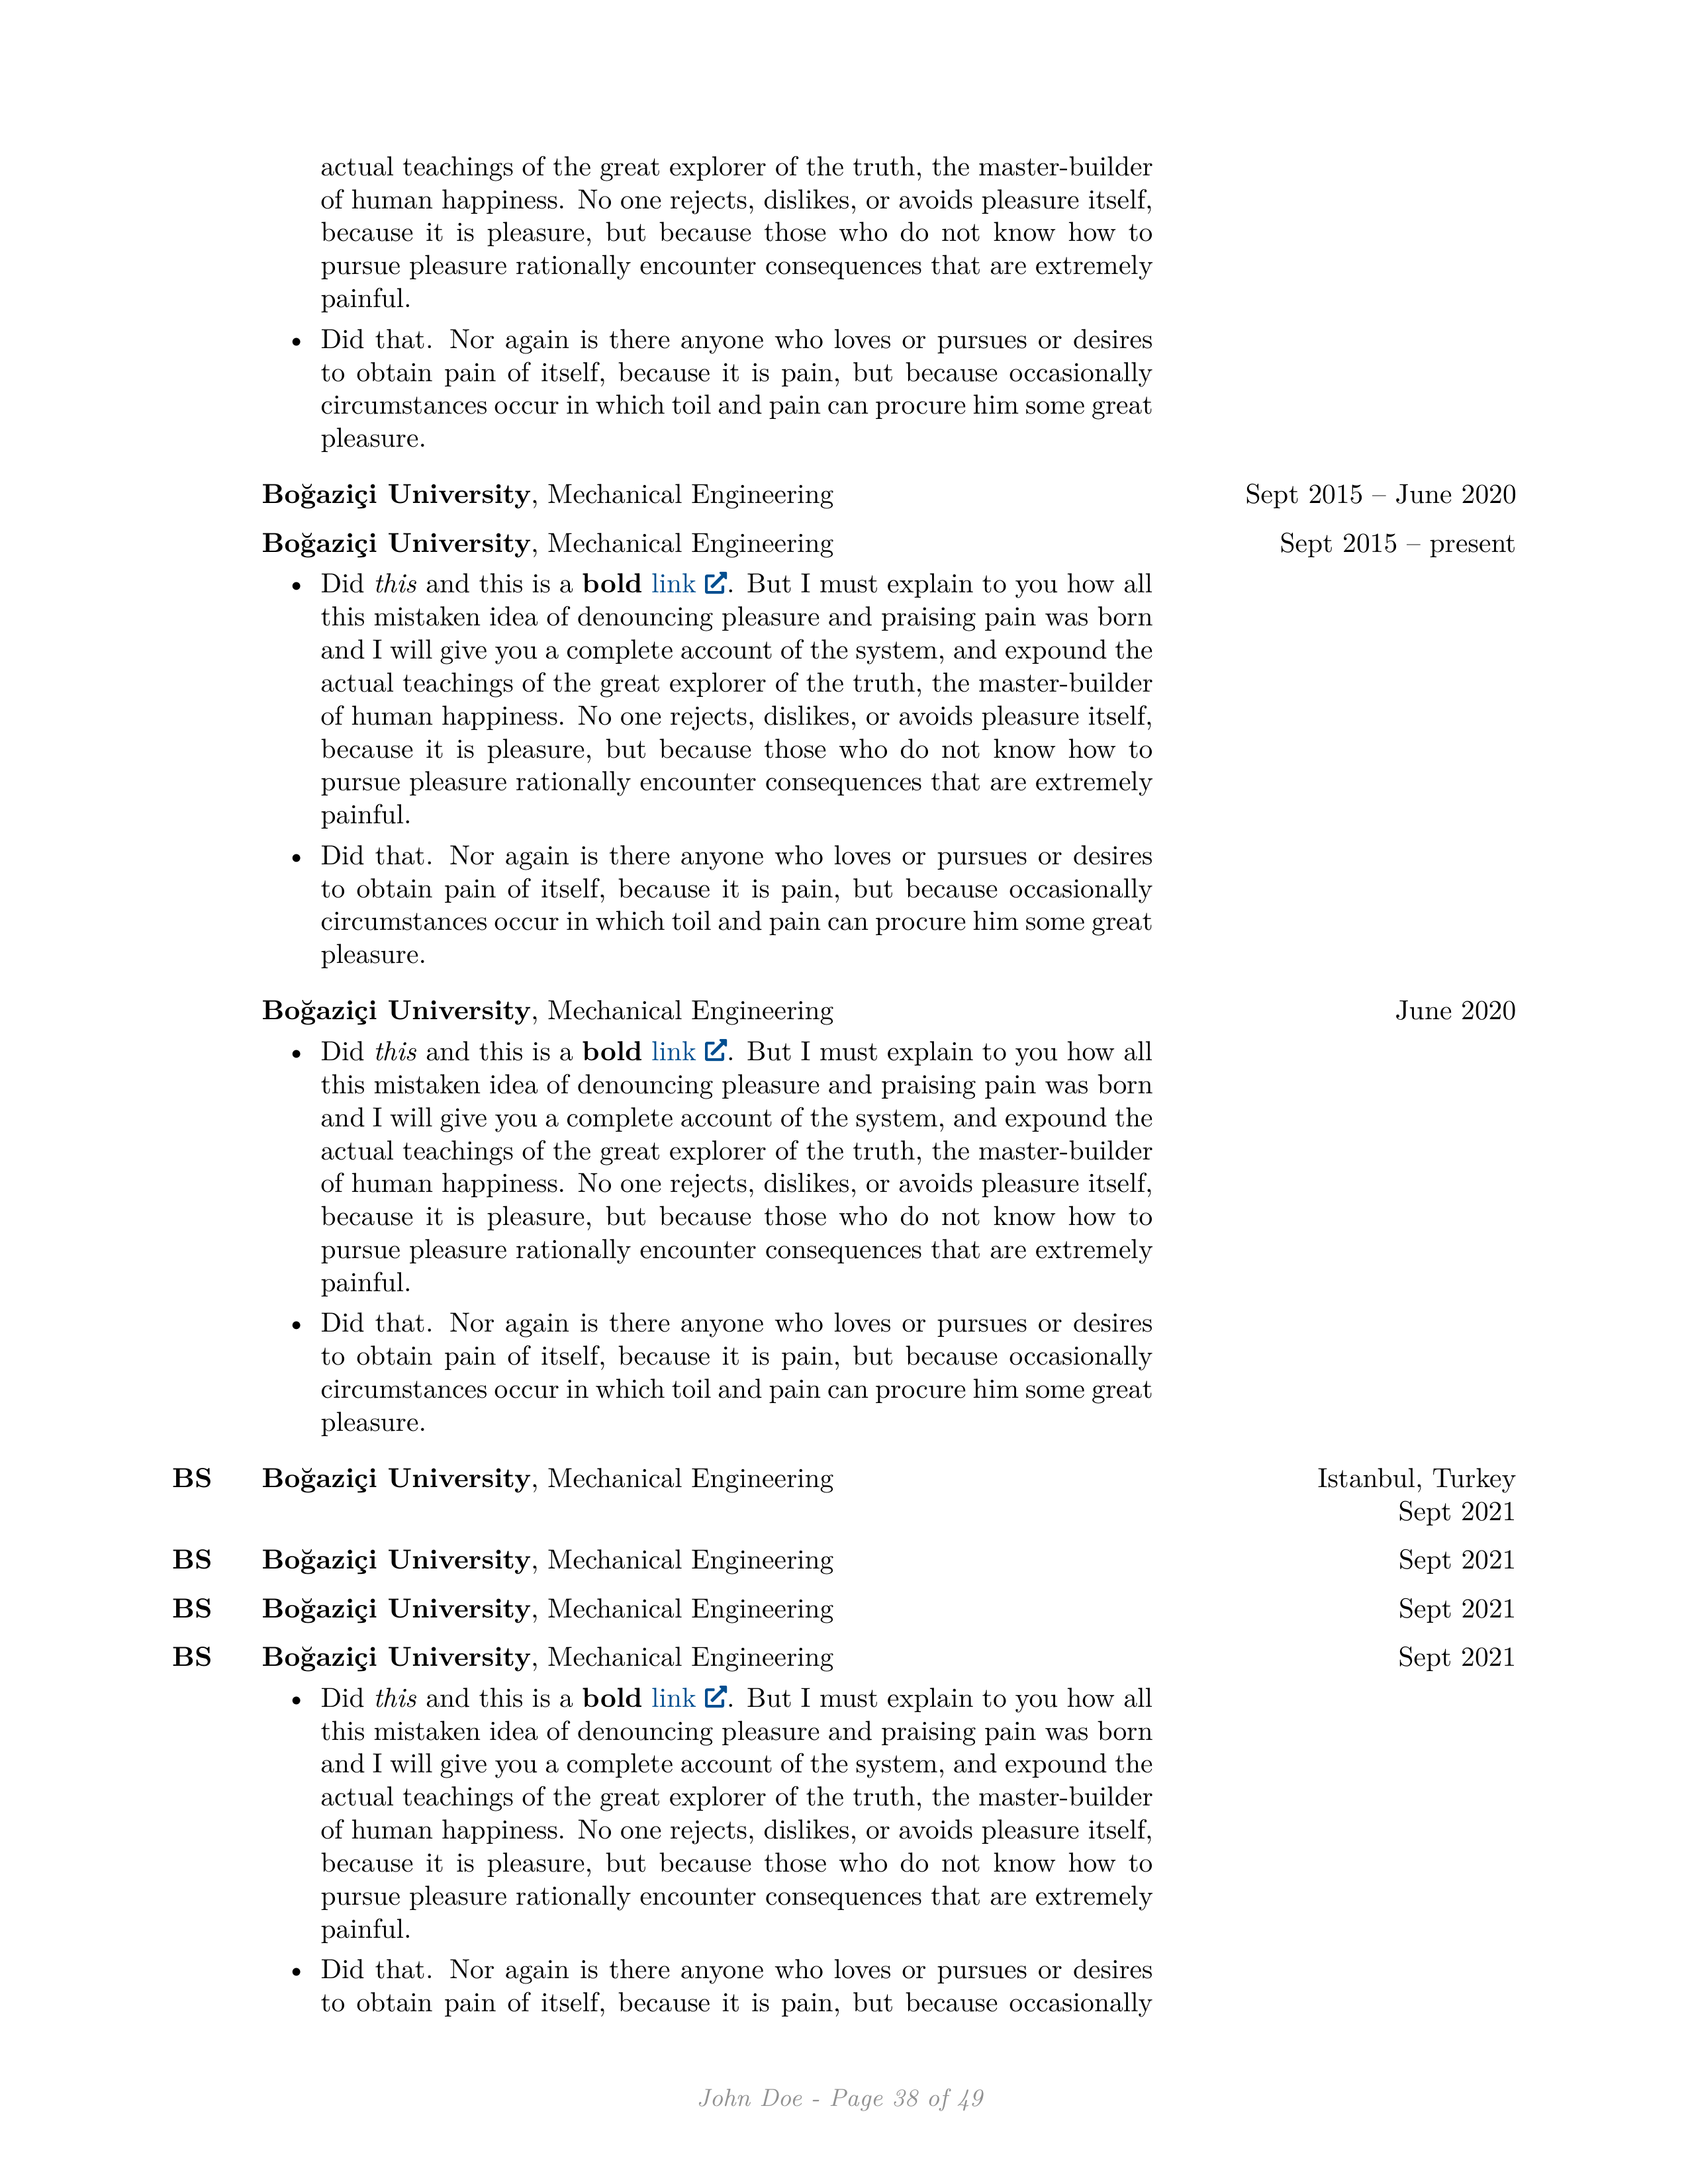 actual teachings of the great explorer of the truth, the master-builder
of human happiness. No one rejects, dislikes, or avoids pleasure itself,
because it is pleasure, but because those who do not know how to
pursue pleasure rationally encounter consequences that are extremely
painful.
• Did that. Nor again is there anyone who loves or pursues or desires
to obtain pain of itself, because it is pain, but because occasionally
circumstances occur in which toil and pain can procure him some great
pleasure.
Boğaziçi University, Mechanical Engineering Sept 2015 – June 2020
Boğaziçi University, Mechanical Engineering Sept 2015 – present
• Did this and this is a bold link. But I must explain to you how all
this mistaken idea of denouncing pleasure and praising pain was born
and I will give you a complete account of the system, and expound the
actual teachings of the great explorer of the truth, the master-builder
of human happiness. No one rejects, dislikes, or avoids pleasure itself,
because it is pleasure, but because those who do not know how to
pursue pleasure rationally encounter consequences that are extremely
painful.
• Did that. Nor again is there anyone who loves or pursues or desires
to obtain pain of itself, because it is pain, but because occasionally
circumstances occur in which toil and pain can procure him some great
pleasure.
Boğaziçi University, Mechanical Engineering June 2020
• Did this and this is a bold link. But I must explain to you how all
this mistaken idea of denouncing pleasure and praising pain was born
and I will give you a complete account of the system, and expound the
actual teachings of the great explorer of the truth, the master-builder
of human happiness. No one rejects, dislikes, or avoids pleasure itself,
because it is pleasure, but because those who do not know how to
pursue pleasure rationally encounter consequences that are extremely
painful.
• Did that. Nor again is there anyone who loves or pursues or desires
to obtain pain of itself, because it is pain, but because occasionally
circumstances occur in which toil and pain can procure him some great
pleasure.
BS Boğaziçi University, Mechanical Engineering Istanbul, Turkey
Sept 2021
BS Boğaziçi University, Mechanical Engineering Sept 2021
BS Boğaziçi University, Mechanical Engineering Sept 2021
BS Boğaziçi University, Mechanical Engineering Sept 2021
• Did this and this is a bold link. But I must explain to you how all
this mistaken idea of denouncing pleasure and praising pain was born
and I will give you a complete account of the system, and expound the
actual teachings of the great explorer of the truth, the master-builder
of human happiness. No one rejects, dislikes, or avoids pleasure itself,
because it is pleasure, but because those who do not know how to
pursue pleasure rationally encounter consequences that are extremely
painful.
• Did that. Nor again is there anyone who loves or pursues or desires
to obtain pain of itself, because it is pain, but because occasionally
John Doe - Page 38 of 49